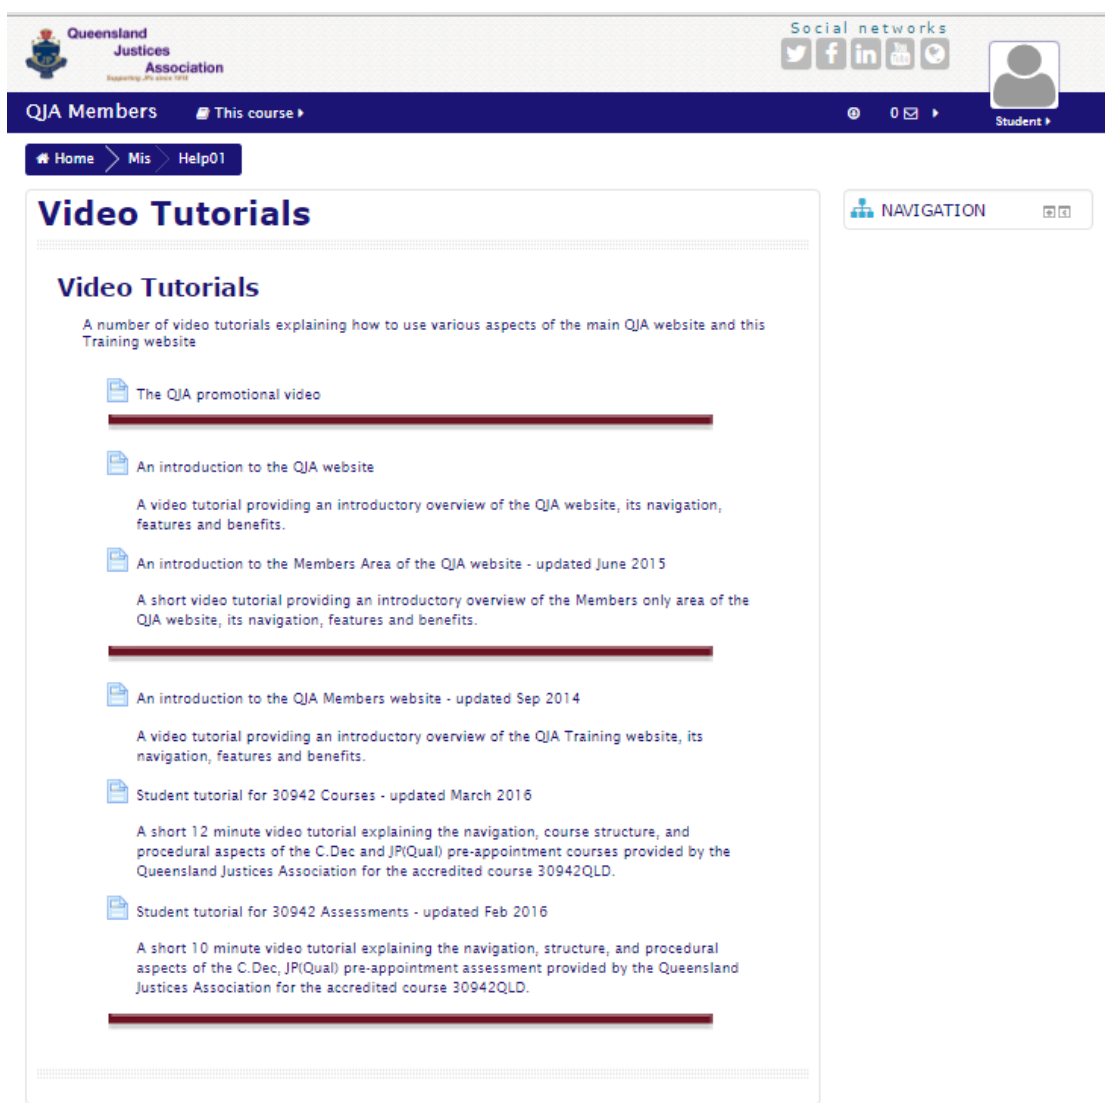 Queensland
Justices
Association
Supporting JPs since 1918
Social networks
QJA Members
This course
0
Student
Home
Mis
Help01
Video Tutorials
NAVIGATION
Video Tutorials
A number of video tutorials explaining how to use various aspects of the main QJA website and this
Training website
The QJA promotional video
An introduction to the QJA website
A video tutorial providing an introductory overview of the QJA website, its navigation,
features and benefits.
An introduction to the Members Area of the QJA website - updated June 2015
A short video tutorial providing an introductory overview of the Members only area of the
QJA website, its navigation, features and benefits.
An introduction to the QJA Members website - updated Sep 2014
A video tutorial providing an introductory overview of the QJA Training website, its
navigation, features and benefits.
Student tutorial for 30942 Courses - updated March 2016
A short 12 minute video tutorial explaining the navigation, course structure, and
procedural aspects of the C.Dec and JP(Qual) pre-appointment courses provided by the
Queensland Justices Association for the accredited course 30942QLD.
Student tutorial for 30942 Assessments - updated Feb 2016
A short 10 minute video tutorial explaining the navigation, structure, and procedural
aspects of the C.Dec, JP(Qual) pre-appointment assessment provided by the Queensland
Justices Association for the accredited course 30942QLD.